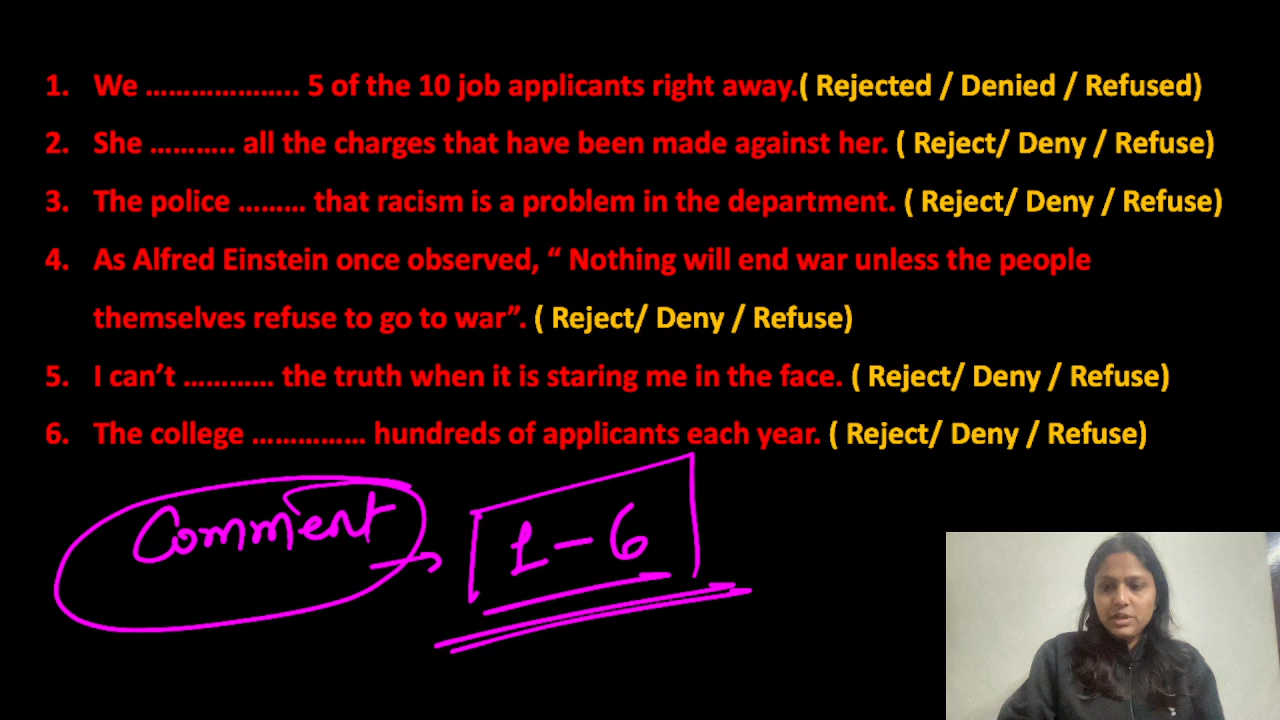 1. We ……………….. 5 of the 10 job applicants right away.( Rejected / Denied / Refused)
2. She ……….. all the charges that have been made against her. ( Reject/ Deny / Refuse)
3. The police ……… that racism is a problem in the department. ( Reject/ Deny / Refuse)
4. As Alfred Einstein once observed, “ Nothing will end war unless the people
themselves refuse to go to war”. ( Reject/ Deny / Refuse)
5. I can’t ………… the truth when it is staring me in the face. ( Reject/ Deny / Refuse)
6. The college …………… hundreds of applicants each year. ( Reject/ Deny / Refuse)
Comment → 1 – 6